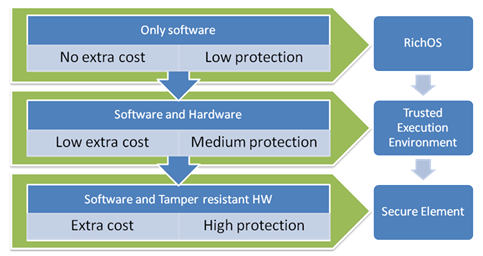 Only software
No extra cost Low protection
RichOS
Software and Hardware
Low extra cost Medium protection
Trusted
Execution
Environment
Software and Tamper resistant HW
Extra cost High protection
Secure Element